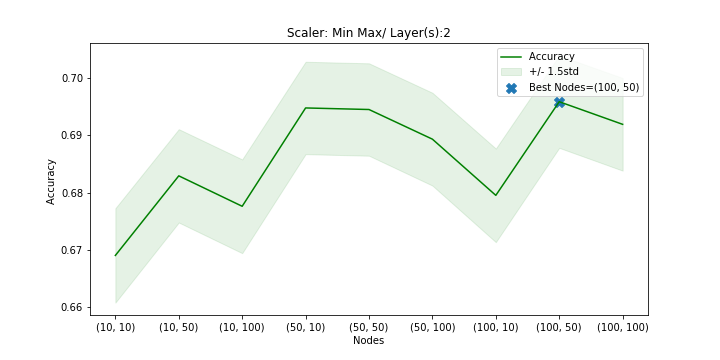 Scaler: Min Max/ Layer(s):2
Accuracy
+/- 1.5std
Best Nodes=(100, 50)
Accuracy
0.70
0.69
0.68
0.67
0.66
(10, 10) (10, 50) (10, 100) (50, 10) (50, 50) (50, 100) (100, 10) (100, 50) (100, 100)
Nodes